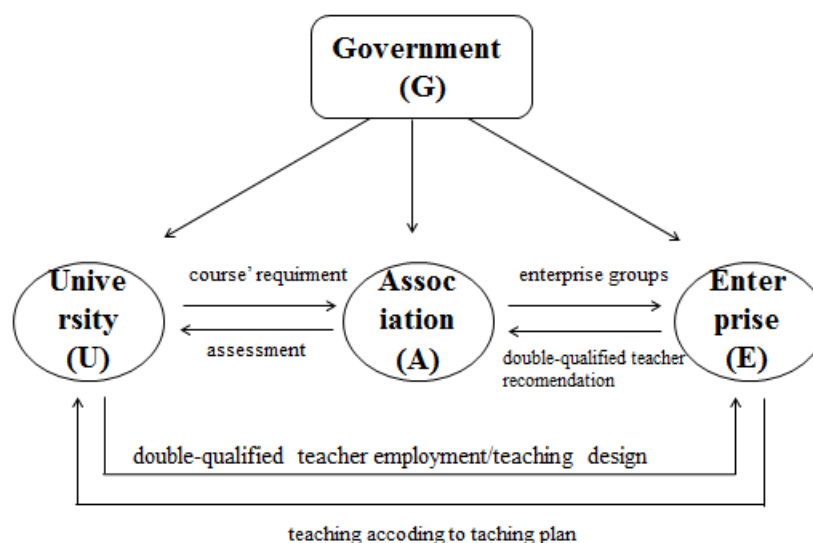 Government
(G)
course' requirment
enterprise groups
Unive
rsity
(U)
Assoc
iation
(A)
Enter
prise
(E)
assessment
double-qualified teacher
recomendation
double-qualified teacher employment/teaching design
teaching accoding to taching plan